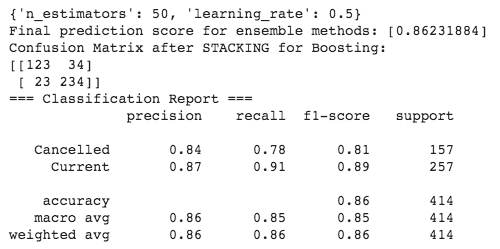 {'n_estimators': 50, 'learning_rate': 0.5}
Final prediction score for ensemble methods: [0.86231884]
Confusion Matrix after STACKING for Boosting:
[[123  34]
 [ 23 234]]
=== Classification Report ===
              precision    recall  f1-score   support

   Cancelled       0.84      0.78      0.81       157
     Current       0.87      0.91      0.89       257

    accuracy                           0.86       414
   macro avg       0.86      0.85      0.85       414
weighted avg       0.86      0.86      0.86       414